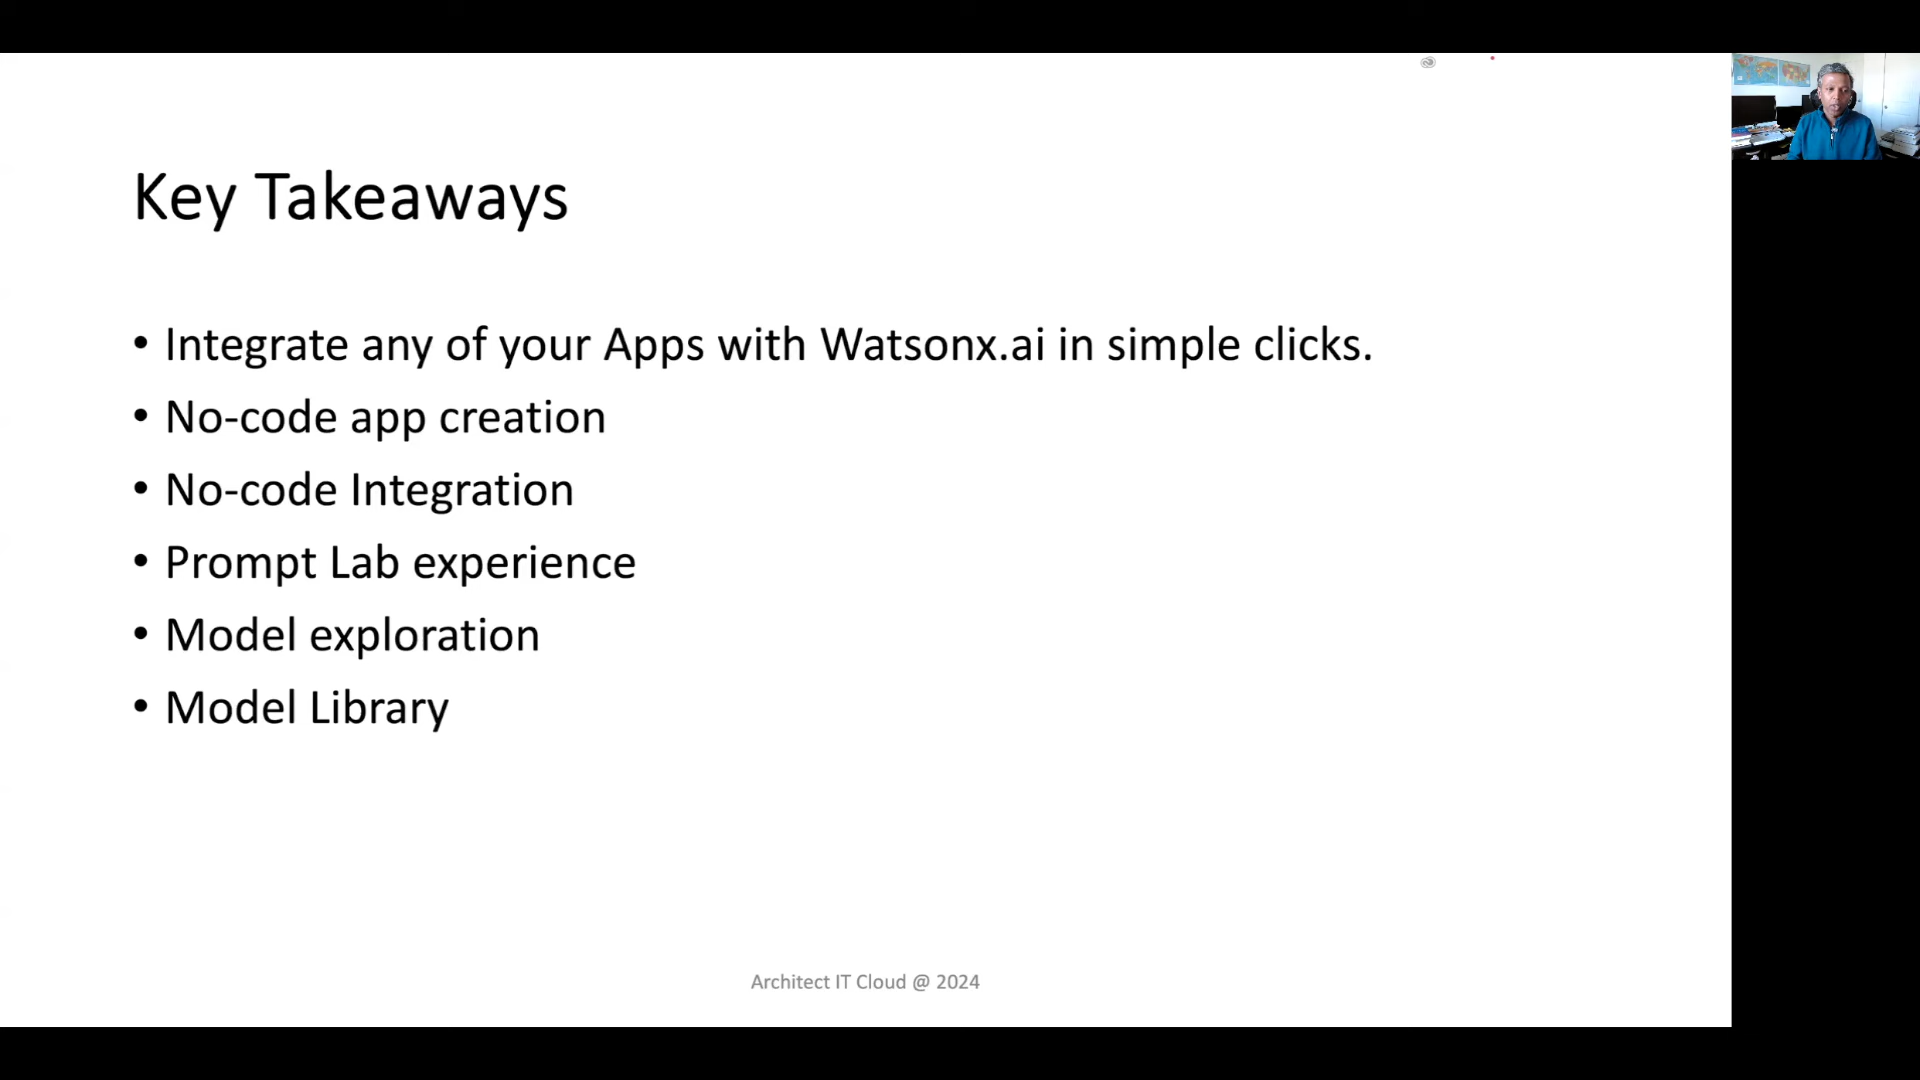 Key Takeaways
• Integrate any of your Apps with Watsonx.ai in simple clicks.
• No-code app creation
• No-code Integration
• Prompt Lab experience
• Model exploration
• Model Library
Architect IT Cloud @ 2024